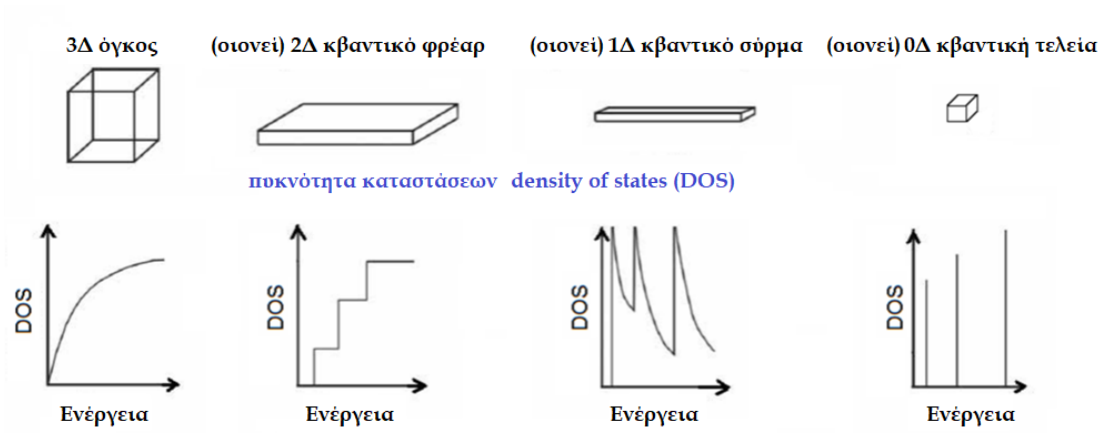 3Δ όγκος
(οιονεί) 2Δ κβαντικό φρέαρ
(οιονεί) 1Δ κβαντικό σύρμα
(οιονεί) 0Δ κβαντική τελεία
πυκνότητα καταστάσεων density of states (DOS)
DOS
DOS
DOS
DOS
Ενέργεια
Ενέργεια
Ενέργεια
Ενέργεια